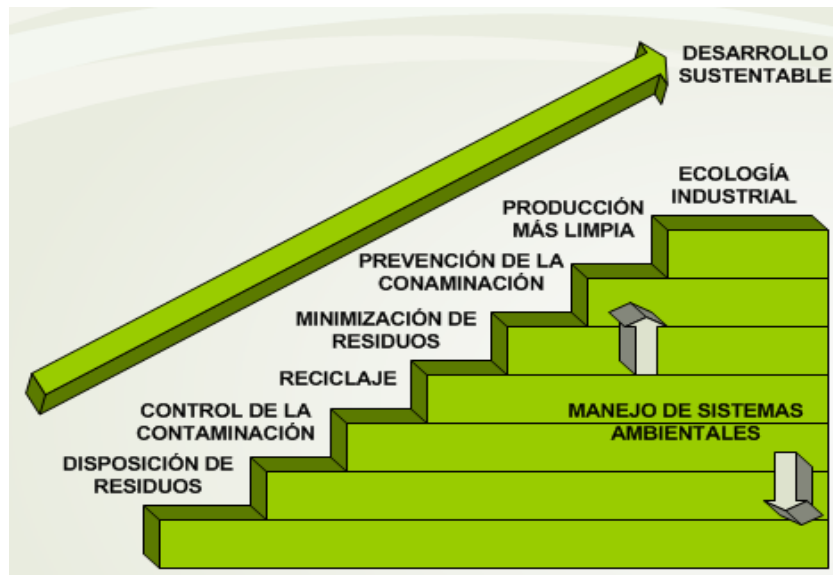 DESARROLLO
SUSTENTABLE
ECOLOGÍA
INDUSTRIAL
PRODUCCIÓN
MÁS LIMPIA
PREVENCIÓN DE LA
CONAMINACIÓN
MINIMIZACIÓN DE
RESIDUOS
RECICLAJE
CONTROL DE LA
CONTAMINACIÓN
MANEJO DE SISTEMAS
AMBIENTALES
DISPOSICIÓN DE
RESIDUOS